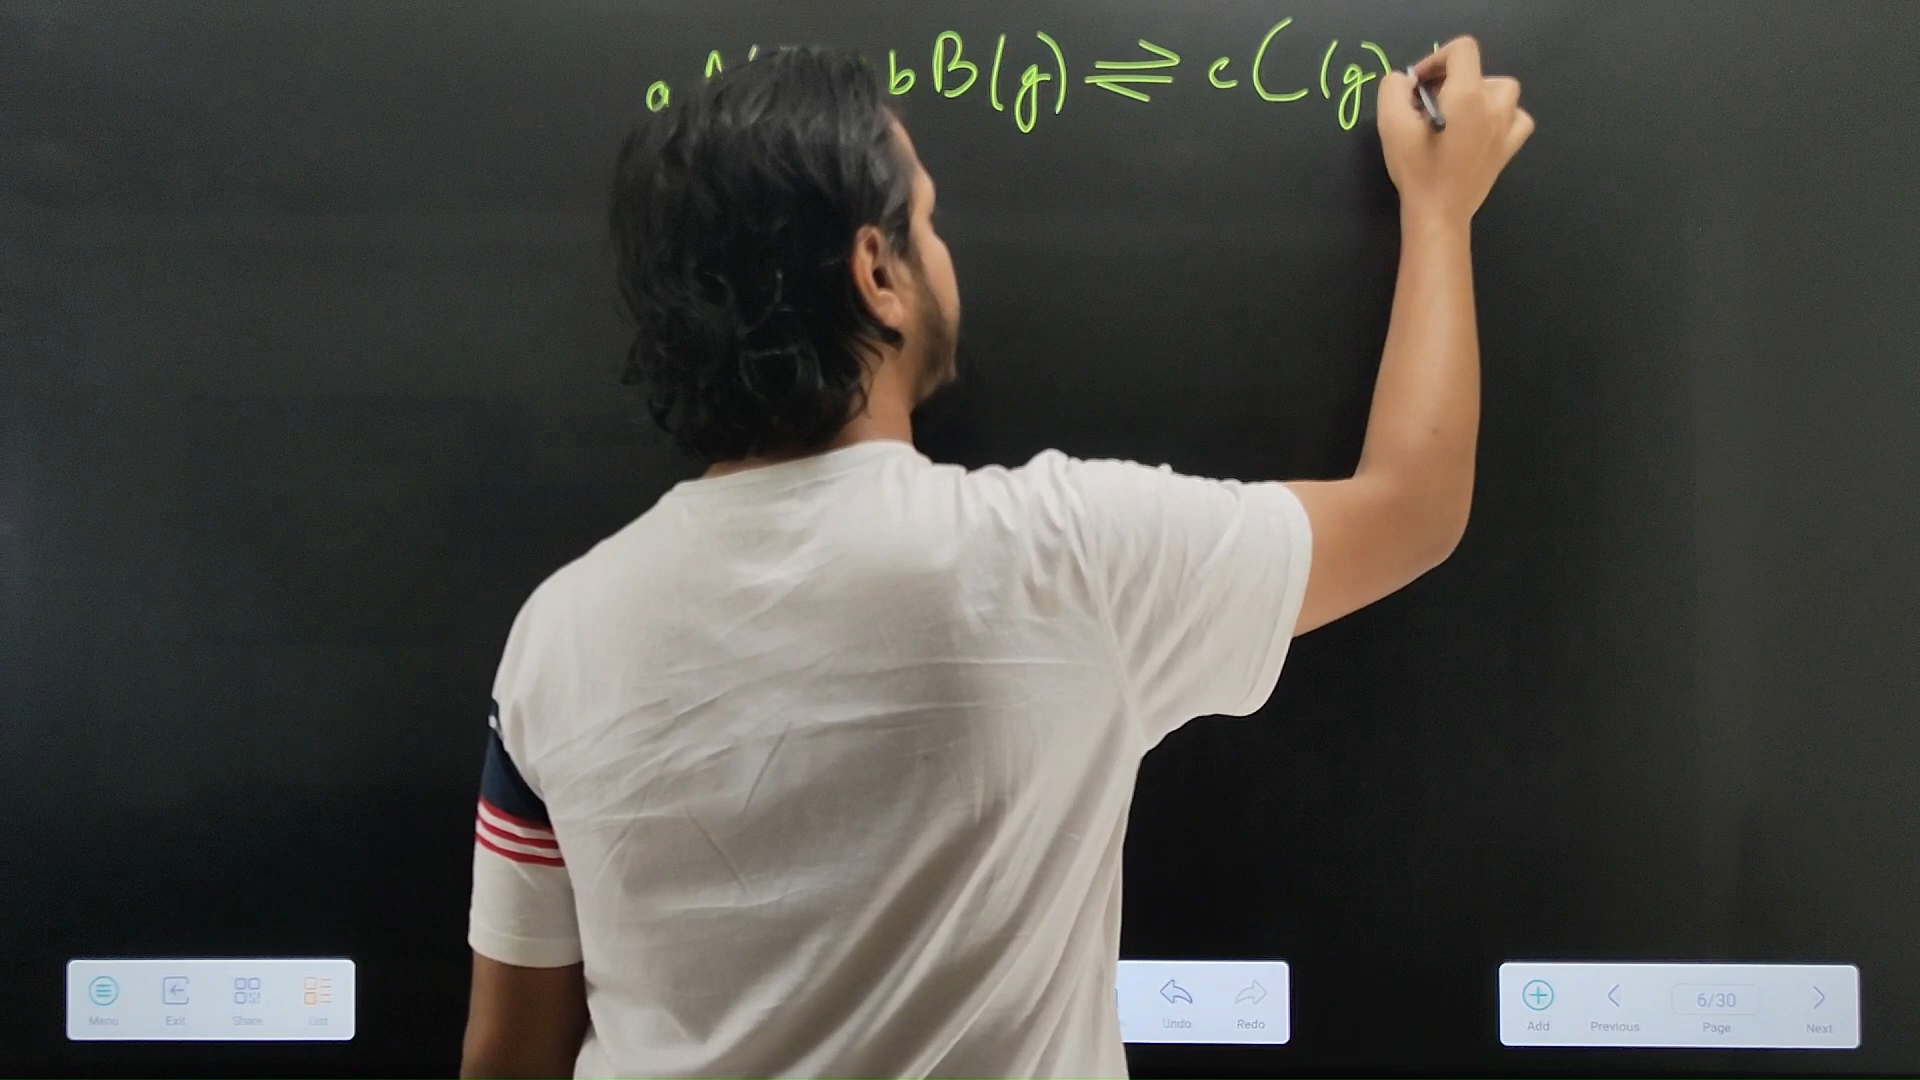 a bB(g) ⇌ cC(g)
Menu Exit Share List Undo Redo Add Previous 6/30 Page Next